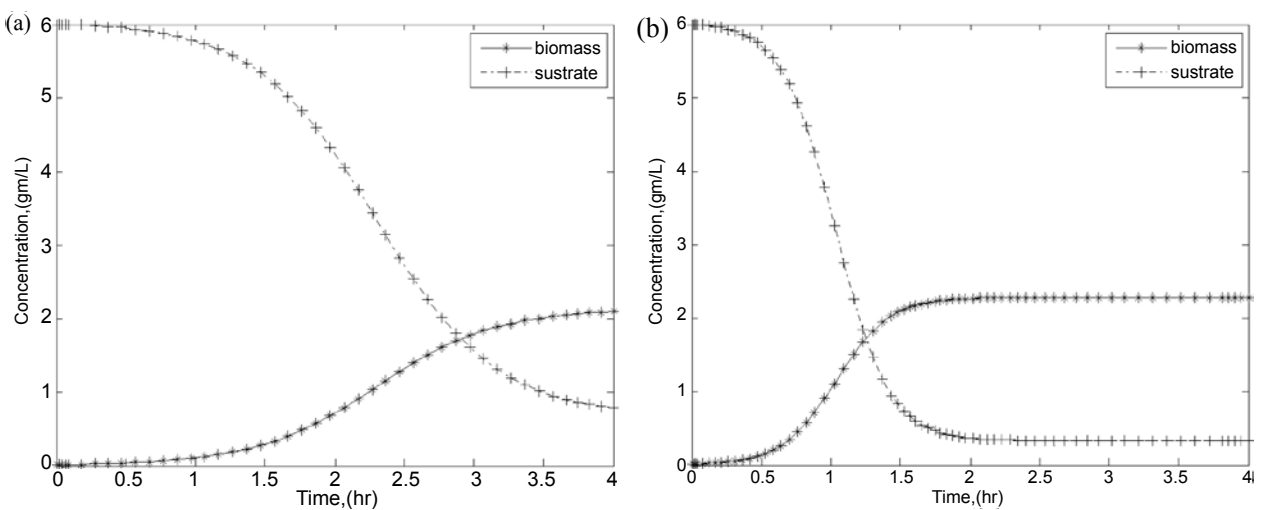 (a)
6
5
4
3
2
1
0
Concentration,(gm/L)
biomass
sustrate
0 0.5 1 1.5 2 2.5 3 3.5 4
Time,(hr)
(b)
6
5
4
3
2
1
0
Concentration,(gm/L)
biomass
sustrate
0 0.5 1 1.5 2 2.5 3 3.5 4
Time,(hr)